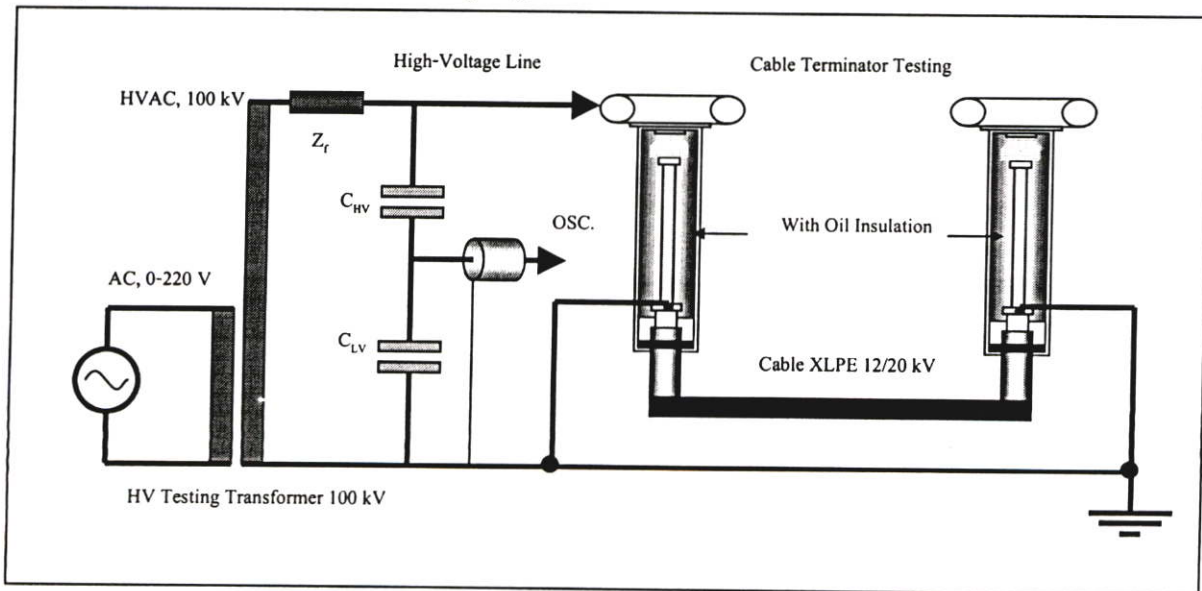 High-Voltage Line
Cable Terminator Testing
HVAC, 100 kV
Zf
CHV
OSC.
With Oil Insulation
AC, 0-220 V
CLV
Cable XLPE 12/20 kV
HV Testing Transformer 100 kV